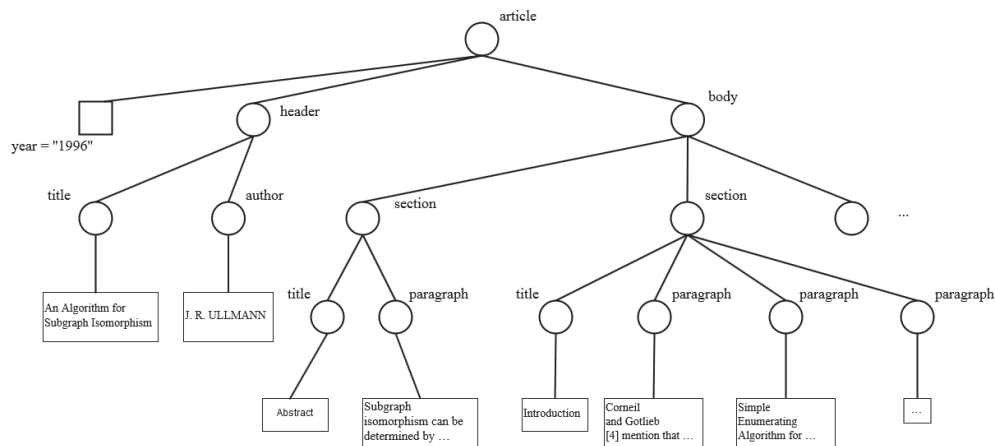 article
body
header
year = "1996"
title
author
section
section
...
An Algorithm for
Subgraph Isomorphism
J. R. ULLMANN
title
paragraph
title
paragraph
paragraph
paragraph
Abstract
Subgraph
isomorphism can be
determined by …
Introduction
Corneil
and Gotlieb
[4] mention that …
Simple
Enumerating
Algorithm for …
…